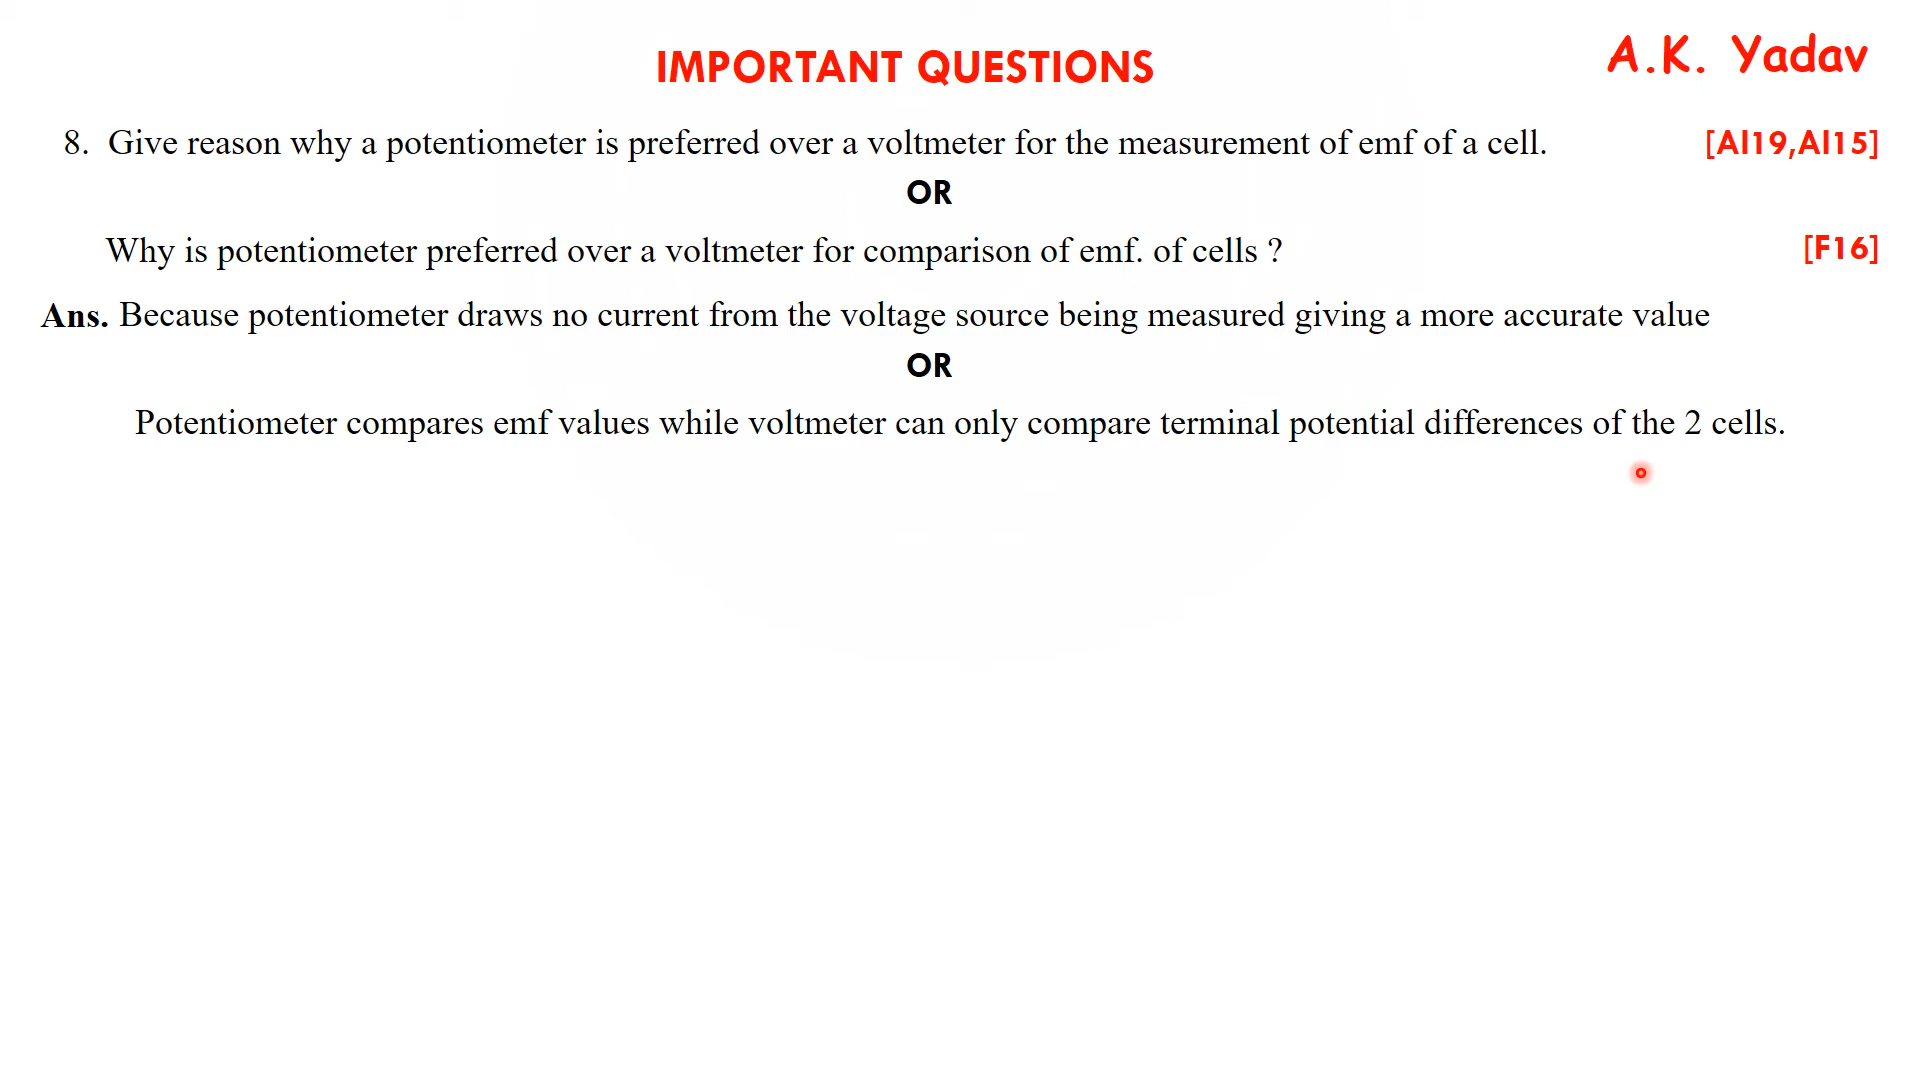 IMPORTANT QUESTIONS
A.K. Yadav
8. Give reason why a potentiometer is preferred over a voltmeter for the measurement of emf of a cell. [AI19,AI15]
OR
Why is potentiometer preferred over a voltmeter for comparison of emf. of cells ? [F16]
Ans. Because potentiometer draws no current from the voltage source being measured giving a more accurate value
OR
Potentiometer compares emf values while voltmeter can only compare terminal potential differences of the 2 cells.